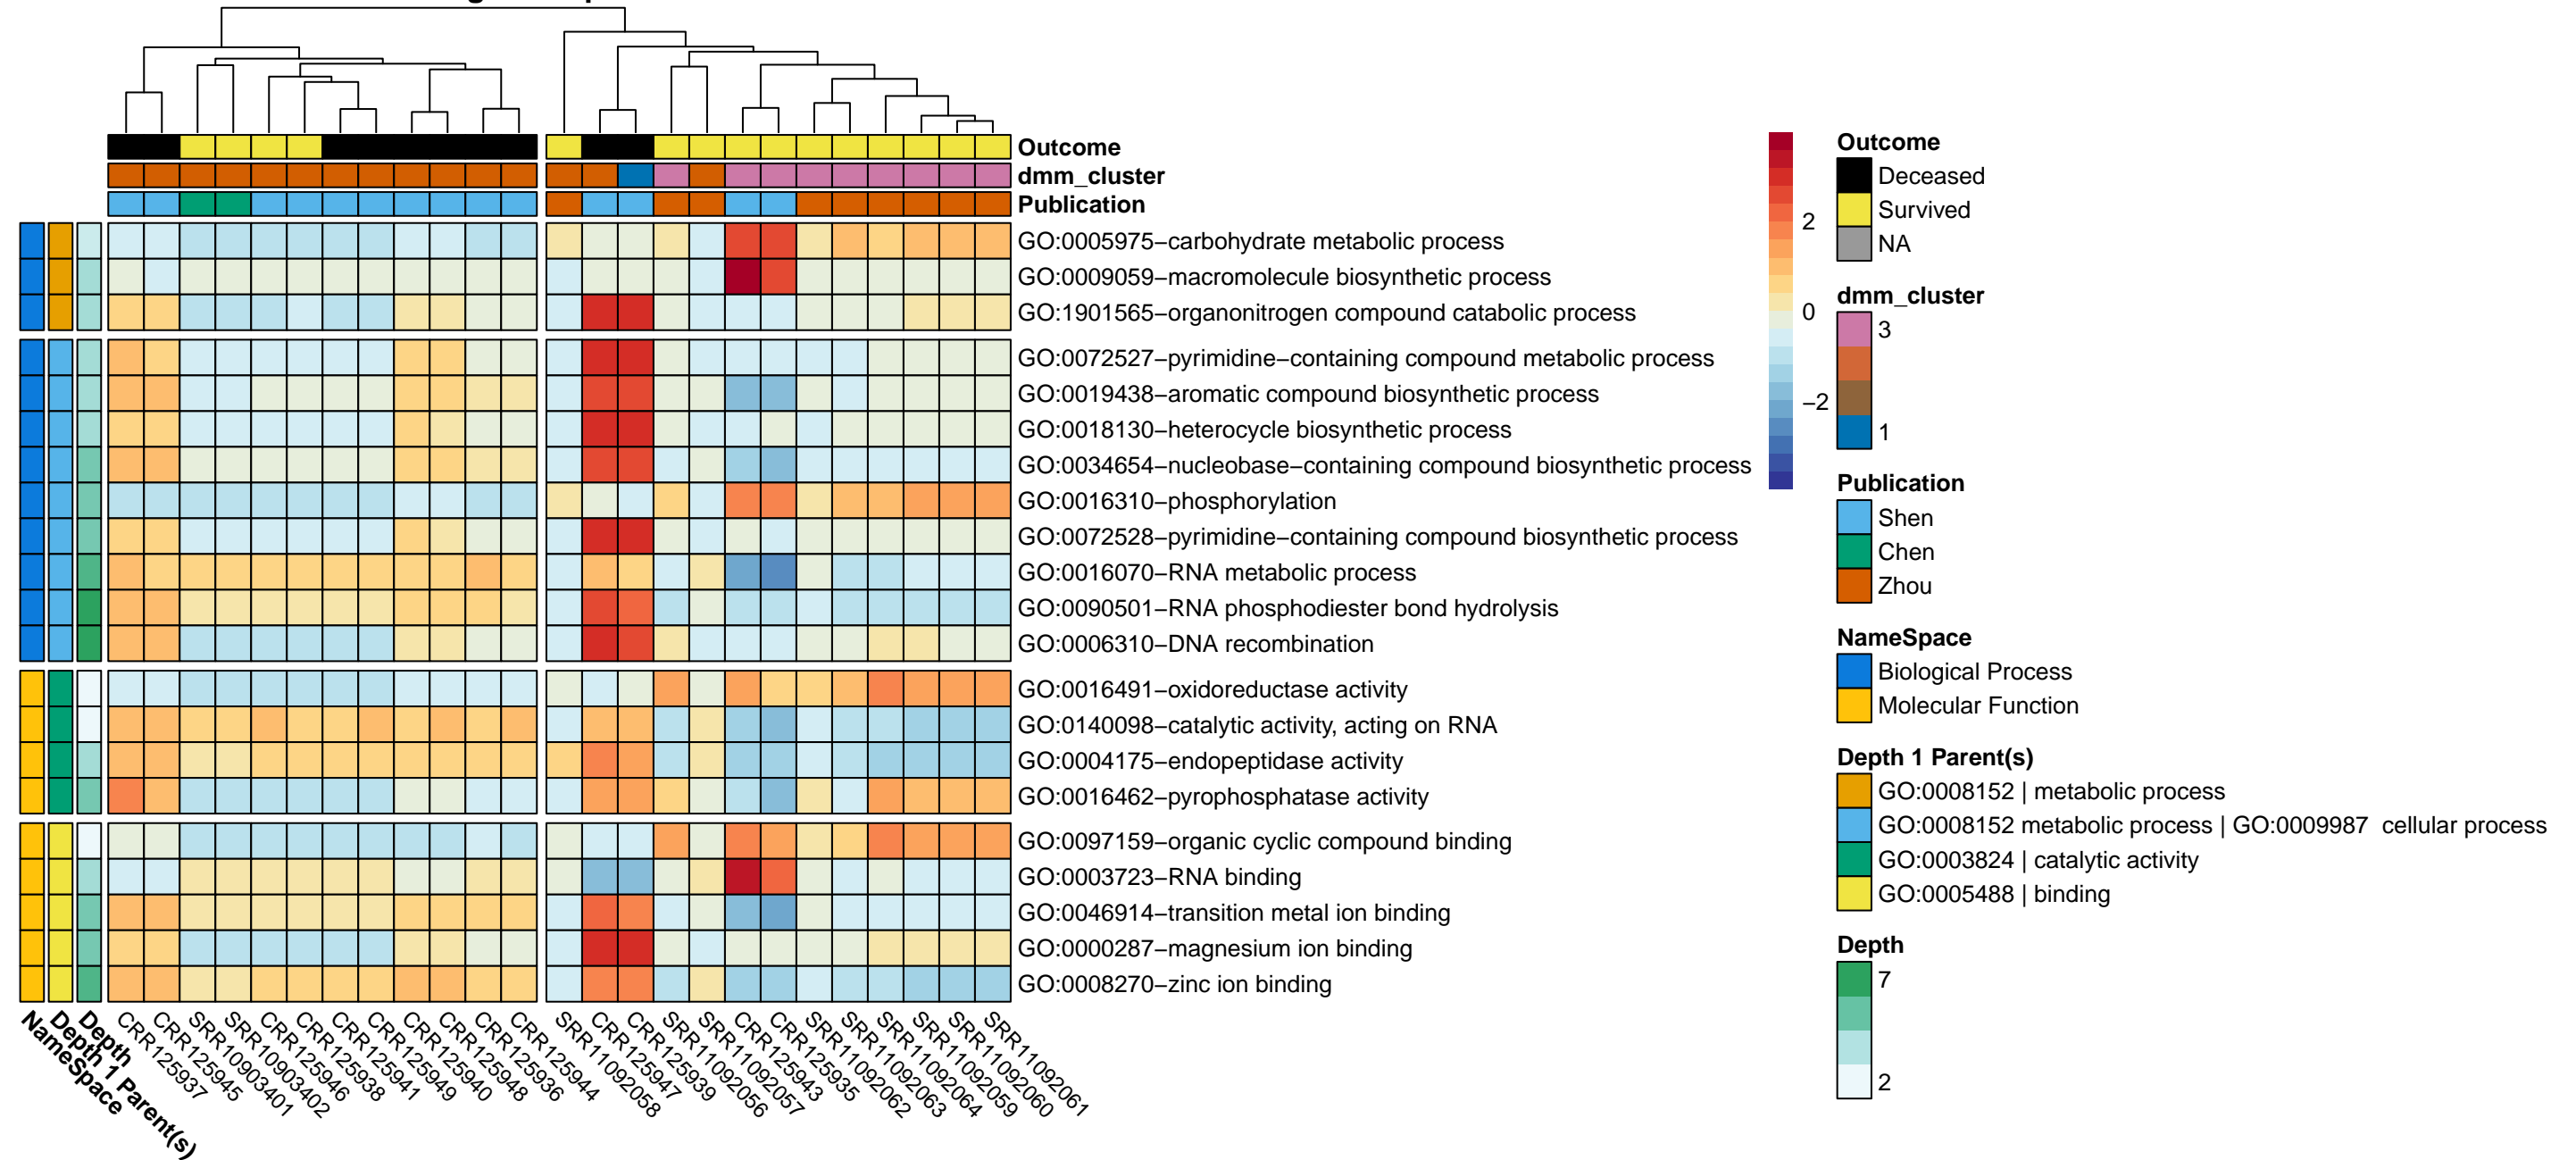 Outcome
dmm_cluster
Publication
GO:0005975−carbohydrate metabolic process
GO:0009059−macromolecule biosynthetic process
GO:1901565−organonitrogen compound catabolic process
GO:0072527−pyrimidine−containing compound metabolic process
GO:0019438−aromatic compound biosynthetic process
GO:0018130−heterocycle biosynthetic process
GO:0034654−nucleobase−containing compound biosynthetic process
GO:0016310−phosphorylation
GO:0072528−pyrimidine−containing compound biosynthetic process
GO:0016070−RNA metabolic process
GO:0090501−RNA phosphodiester bond hydrolysis
GO:0006310−DNA recombination
GO:0016491−oxidoreductase activity
GO:0140098−catalytic activity, acting on RNA
GO:0004175−endopeptidase activity
GO:0016462−pyrophosphatase activity
GO:0097159−organic cyclic compound binding
GO:0003723−RNA binding
GO:0046914−transition metal ion binding
GO:0000287−magnesium ion binding
GO:0008270−zinc ion binding
NameSpace
Depth 1 Parent(s)
Depth
CRR125937
CRR125945
SRR10903401
SRR10903402
CRR125946
CRR125938
CRR125941
CRR125949
CRR125940
CRR125948
CRR125936
CRR125944
SRR11092058
CRR125947
CRR125939
SRR11092056
SRR11092057
CRR125943
CRR125935
SRR11092062
SRR11092063
SRR11092064
SRR11092059
SRR11092060
SRR11092061
2
0
−2
Outcome
Deceased
Survived
NA
dmm_cluster
3
1
Publication
Shen
Chen
Zhou
NameSpace
Biological Process
Molecular Function
Depth 1 Parent(s)
GO:0008152 | metabolic process
GO:0008152 metabolic process | GO:0009987  cellular process
GO:0003824 | catalytic activity
GO:0005488 | binding
Depth
7
2